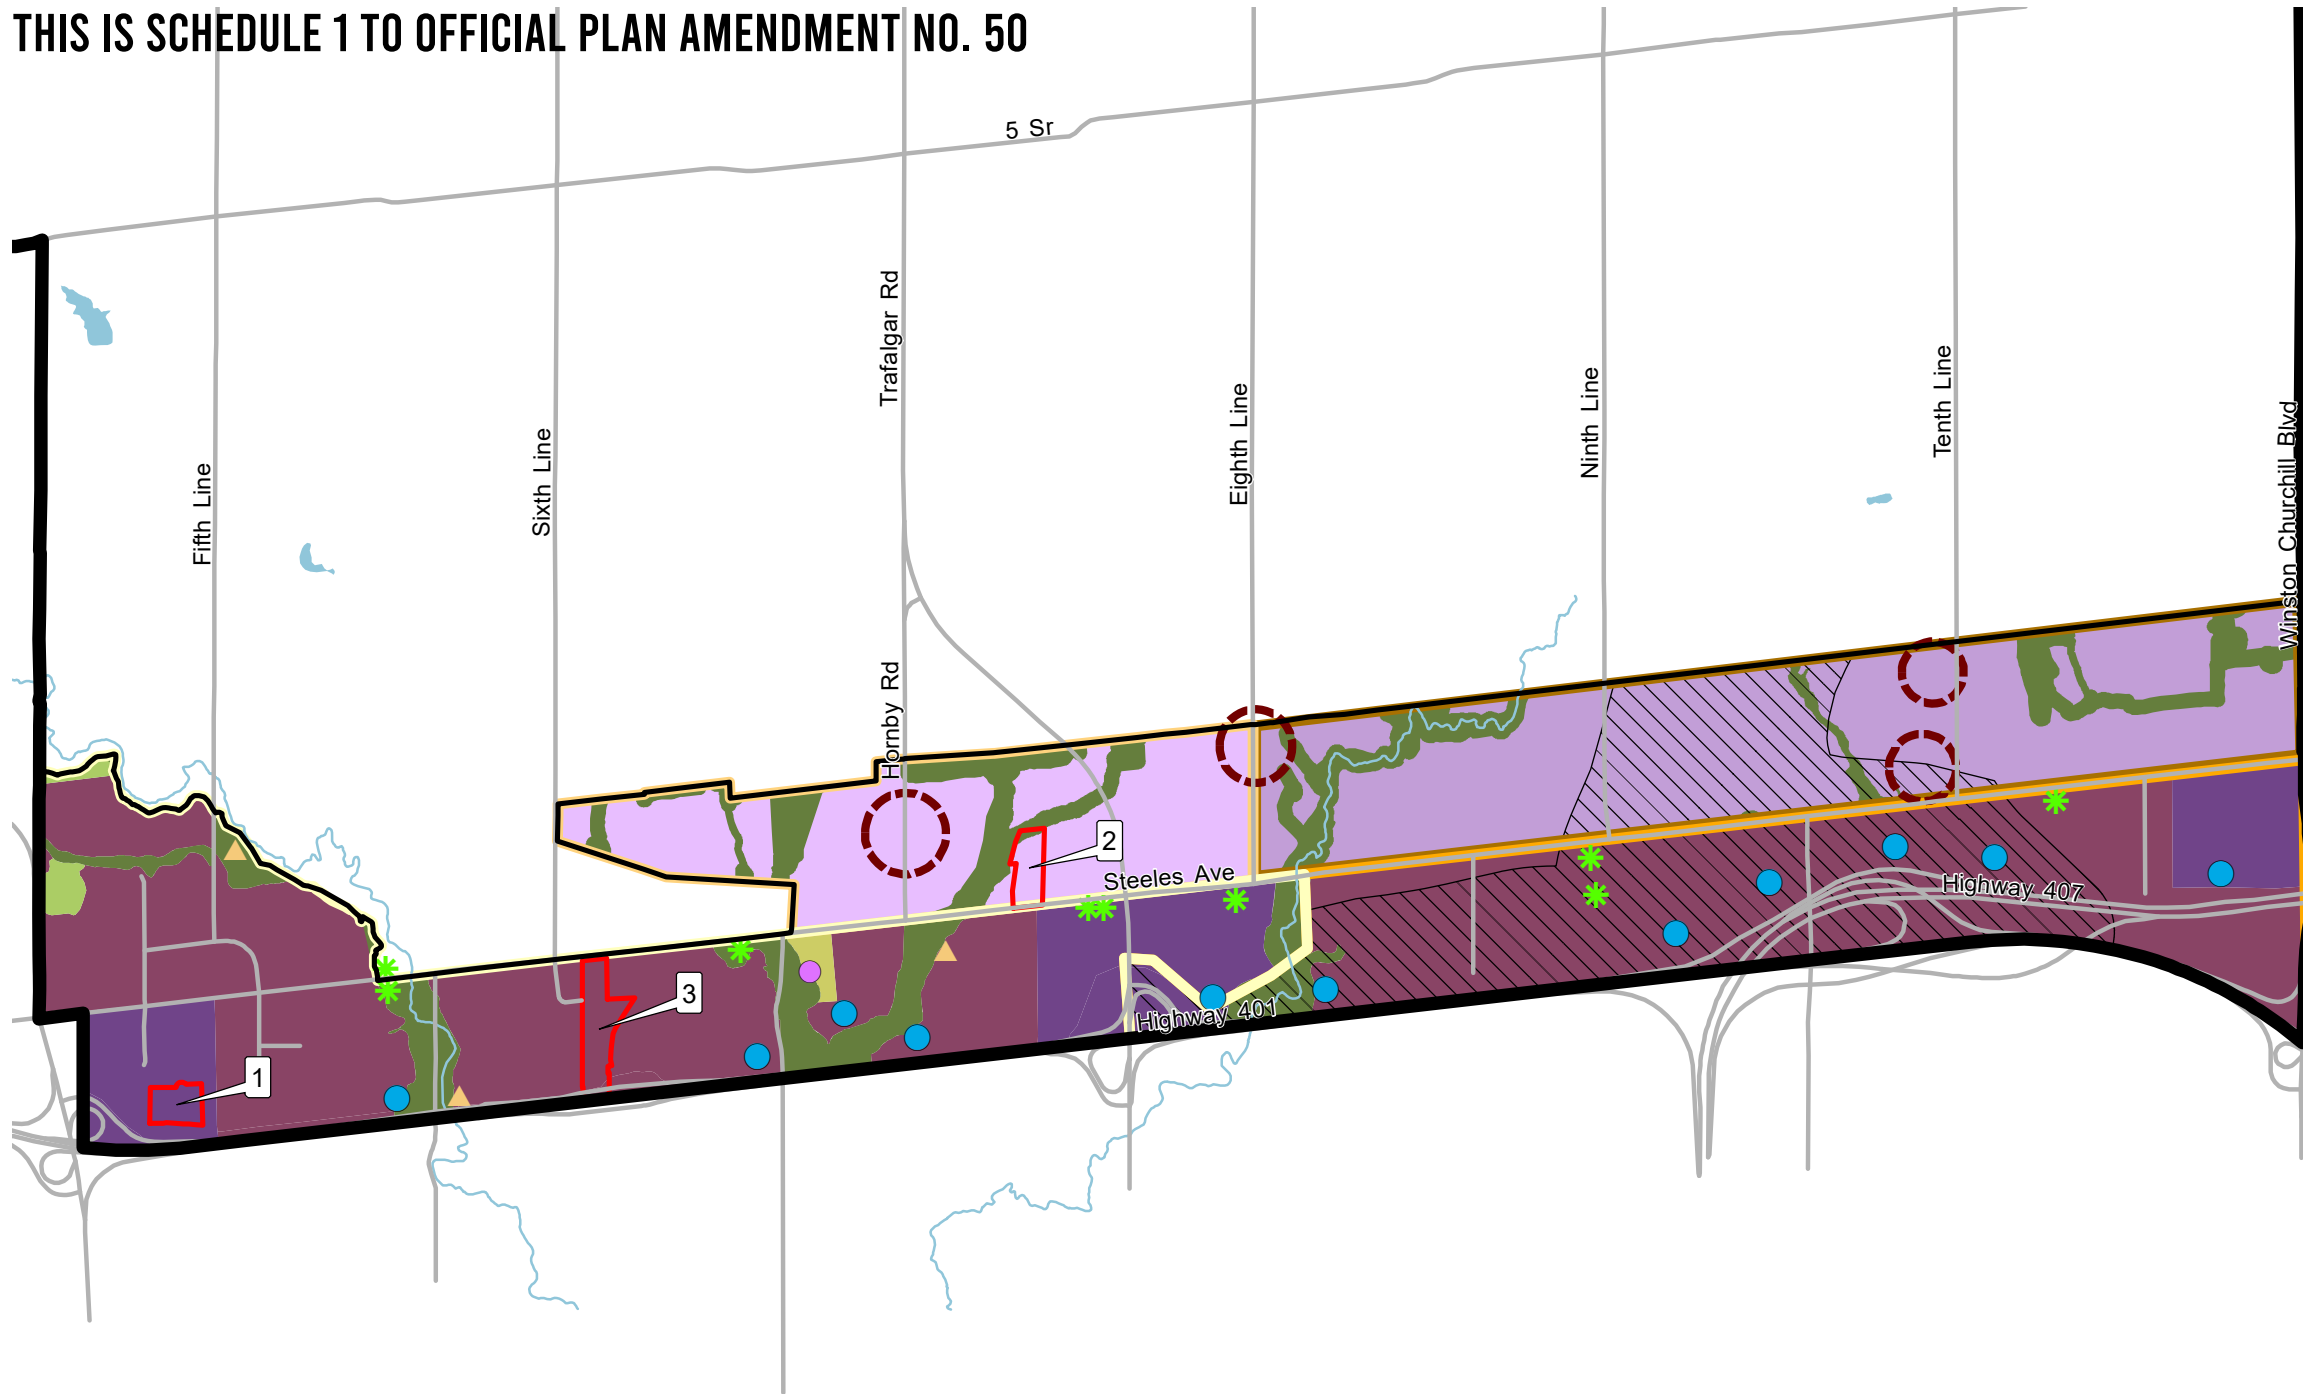 THIS IS SCHEDULE 1 TO OFFICIAL PLAN AMENDMENT NO. 50
5 Sr
Trafalgar Rd
Eighth Line
Ninth Line
Tenth Line
Winston Churchill Blvd
Sixth Line
Fifth Line
Hornby Rd
2
Steeles Ave
Highway 407
3
Highway 401
1